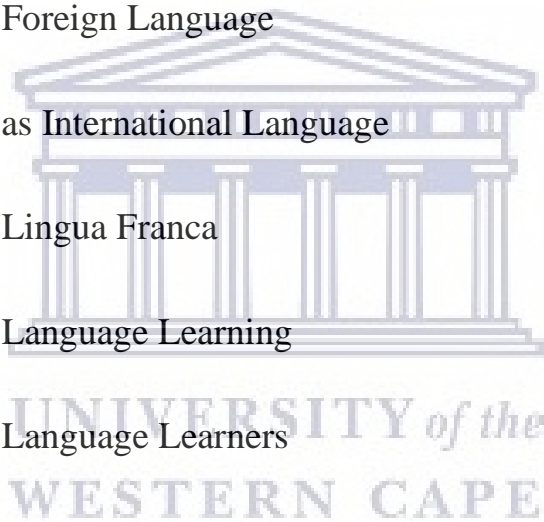 Foreign Language
as International Language
Lingua Franca
Language Learning
UNIVERSITY of the
Language Learners
WESTERN CAPE